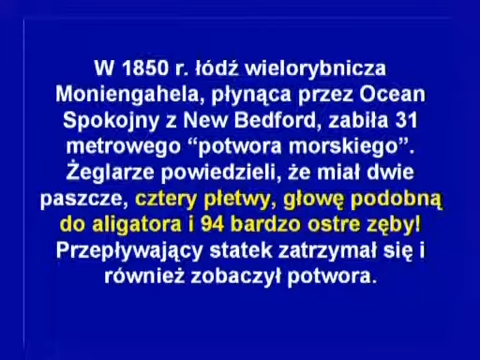 W 1850 r. łódź wielorybnicza
Moniengahela, płynąca przez Ocean
Spokojny z New Bedford, zabiła 31
metrowego “potwora morskiego”.
Żeglarze powiedzieli, że miał dwie
paszcze, cztery płetwy, głowę podobną
do aligatora i 94 bardzo ostre zęby!
Przepływający statek zatrzymał się i
również zobaczył potwora.